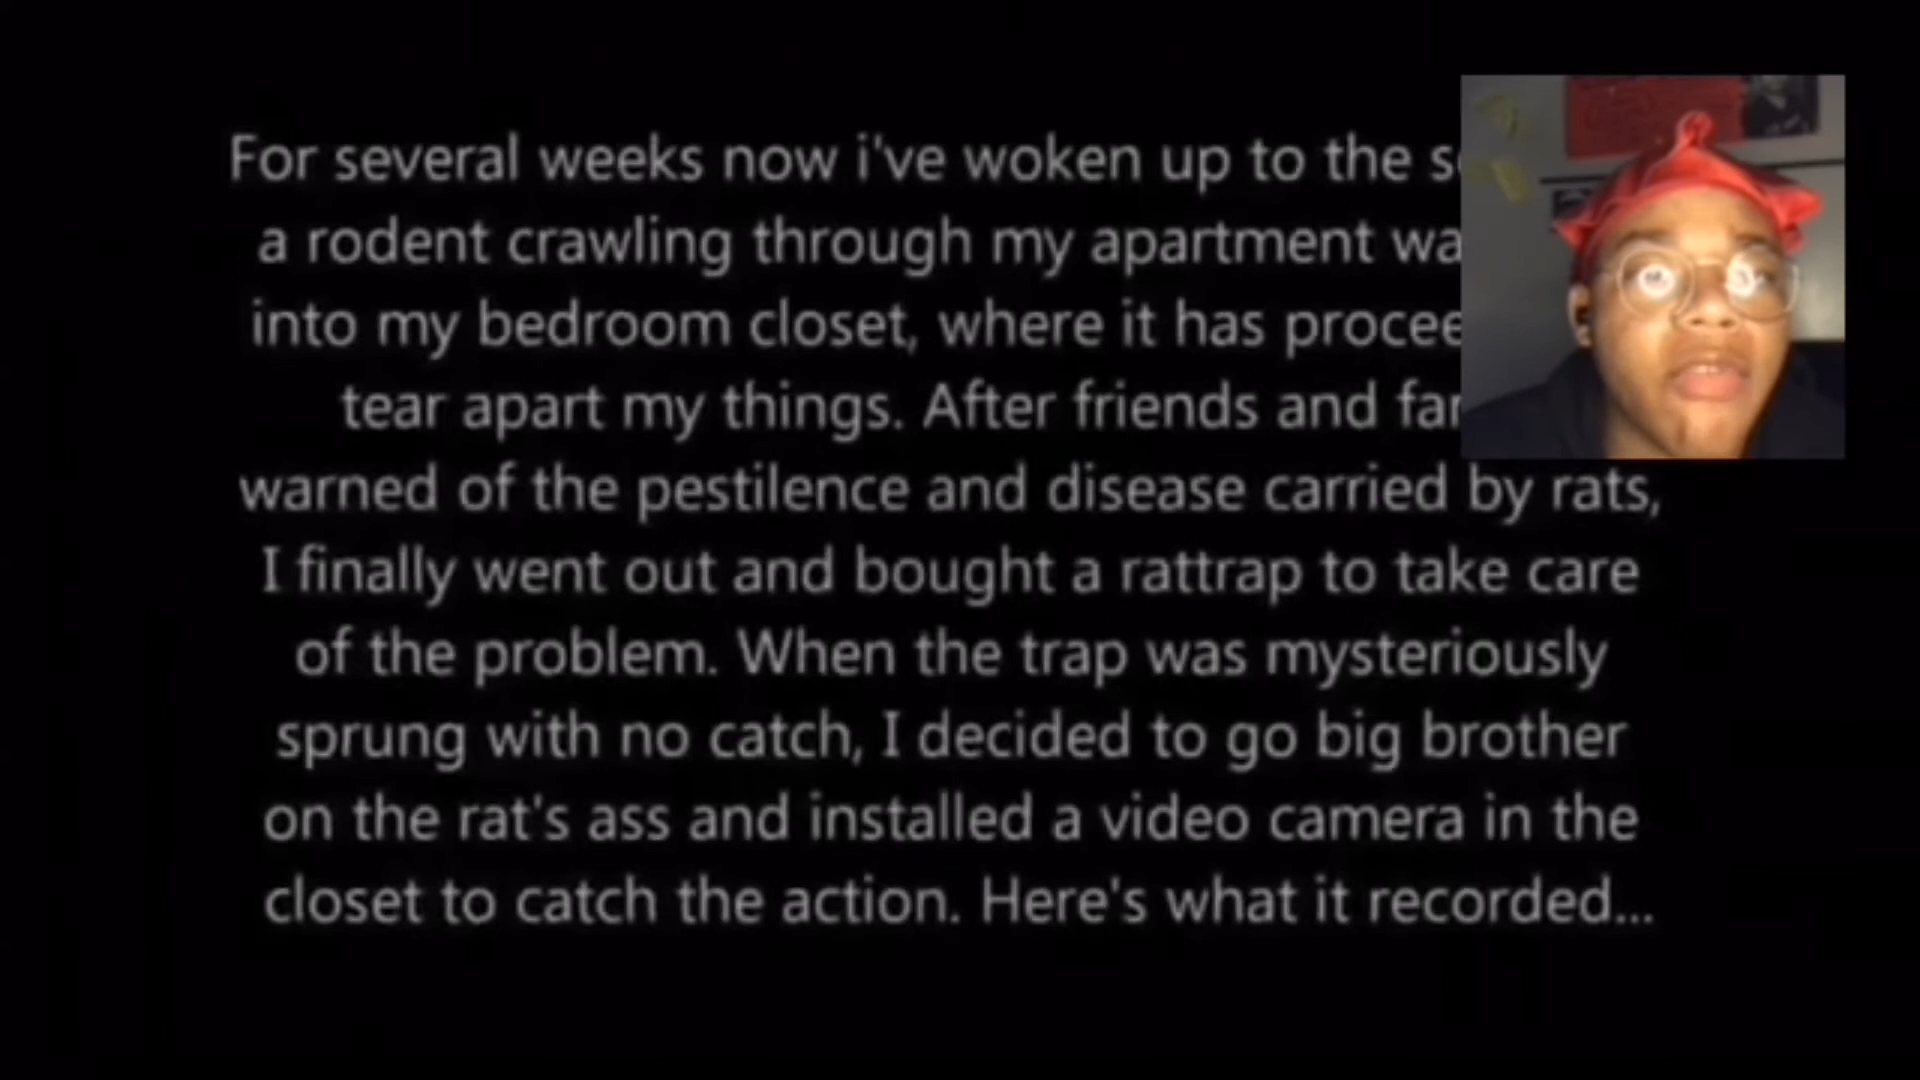 For several weeks now i've woken up to the
a rodent crawling through my apartment
into my bedroom closet, where it has
tear apart my things. After friends and
warned of the pestilence and disease carried by rats,
I finally went out and bought a rattrap to take care
of the problem. When the trap was mysteriously
sprung with no catch, I decided to go big brother
on the rat's ass and installed a video camera in the
closet to catch the action. Here's what it recorded...